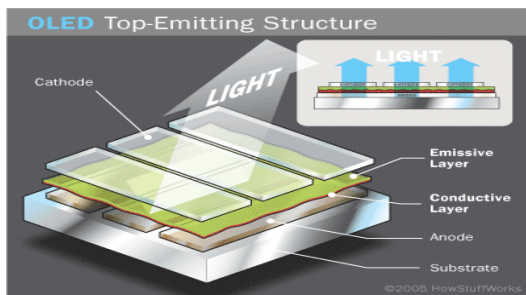 OLED Top-Emitting Structure
LIGHT
Cathode
LIGHT
Emissive
Layer
Conductive
Layer
Anode
Substrate
©2005 HowStuffWorks